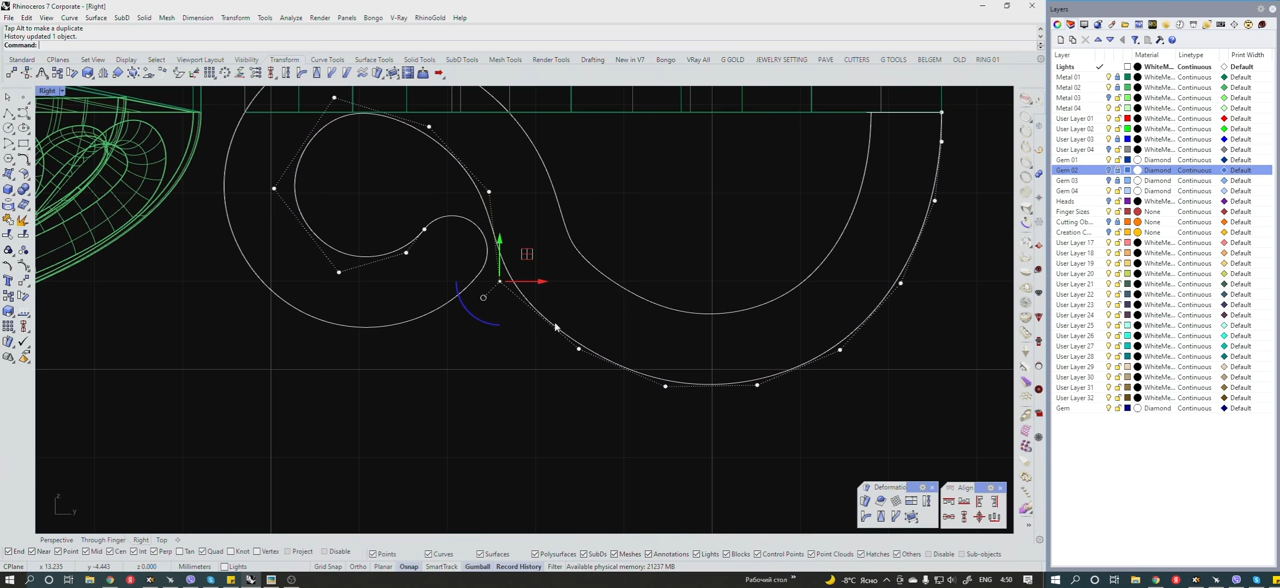 Rhinoceros 7 Corporate - [Right]
File Edit View Curve Surface SubD Solid Mesh Dimension Transform Tools Analyze Render Panels Bongo V-Ray RhinoGold Help
Tap Alt to make a duplicate
History updated 1 object.
Command:
Standard CPlanes Set View Display Select Viewport Layout Visibility Transform Curve Tools Surface Tools Solid Tools SubD Tools Mesh Tools Render Tools Drafting New in V7 Bongo VRay All G GOLD JEWELRY SETTING PAVE CUTTERS G TOOLS BELGEM OLD RING 01
Right
Layers
Layer Material Linetype Print Width
Lights WhiteM... Continuous Default
Metal 01 WhiteMe... Continuous Default
Metal 02 WhiteMe... Continuous Default
Metal 03 WhiteMe... Continuous Default
Metal 04 WhiteMe... Continuous Default
User Layer 01 WhiteMe... Continuous Default
User Layer 02 WhiteMe... Continuous Default
User Layer 03 WhiteMe... Continuous Default
User Layer 04 WhiteMe... Continuous Default
Gem 01 Diamond Continuous Default
Gem 02 Diamond Continuous Default
Gem 03 Diamond Continuous Default
Gem 04 Diamond Continuous Default
Heads WhiteMe... Continuous Default
Finger Sizes None Continuous Default
Cutting Ob... None Continuous Default
Creation C... None Continuous Default
User Layer 17 WhiteMe... Continuous Default
User Layer 18 WhiteMe... Continuous Default
User Layer 19 WhiteMe... Continuous Default
User Layer 20 WhiteMe... Continuous Default
User Layer 21 WhiteMe... Continuous Default
User Layer 22 WhiteMe... Continuous Default
User Layer 23 WhiteMe... Continuous Default
User Layer 24 WhiteMe... Continuous Default
User Layer 25 WhiteMe... Continuous Default
User Layer 26 WhiteMe... Continuous Default
User Layer 27 WhiteMe... Continuous Default
User Layer 28 WhiteMe... Continuous Default
User Layer 29 WhiteMe... Continuous Default
User Layer 30 WhiteMe... Continuous Default
User Layer 31 WhiteMe... Continuous Default
User Layer 32 WhiteMe... Continuous Default
Gem Diamond Continuous Default
Deformatio Align
z
y
Perspective Through Finger Right Top
End Near Point Mid Cen Int Perp Tan Quad Knot Vertex Project Disable Points Curves Surfaces Polysurfaces SubDs Meshes Annotations Lights Blocks Control Points Point Clouds Hatches Others Disable Sub-objects
CPlane x 13.235 y -4.443 z 0.000 Millimeters Lights Grid Snap Ortho Planar Osnap SmartTrack Gumball Record History Filter Available physical memory: 21237 MB
Рабочий стол -8°C Ясно ENG 4:50